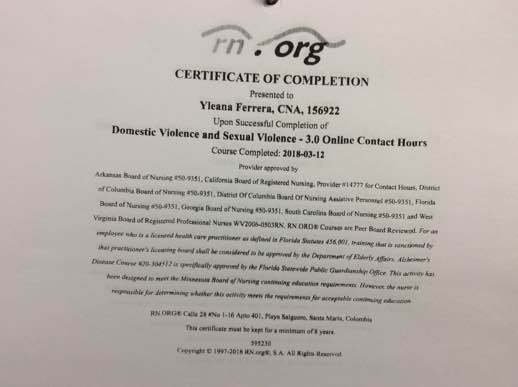 rn.org
CERTIFICATE OF COMPLETION
Presented to
Yleana Ferrera, CNA, 156922
Upon Successful Completion of
Domestic Violence and Sexual Violence - 3.0 Online Contact Hours
Course Completed: 2018-03-12
Provider approved by
Arkansas Board of Nursing #50-9351, California Board of Registered Nursing, Provider #14777 for Contact Hours, District
of Columbia Board of Nursing #50-9351, District Of Columbia Board Of Nursing Assistive Personnel #50-9351, Florida
Board of Nursing #50-9351, Georgia Board of Nursing #50-9351, South Carolina Board of Nursing #50-9351 and West
Virginia Board of Registered Professional Nurses WV2006-0503RN. RN.ORG® Courses are Peer Board Reviewed. For an
employee who is a licensed health care practitioner as defined in Florida Statutes 456.001, training that is sanctioned by
that practitioner's licensing board shall be considered to be approved by the Department of Elderly Affairs. Alzheimer's
Disease Course #20-304512 is specifically approved by the Florida Statewide Public Guardianship Office. This activity has
been designed to meet the Minnesota Board of Nursing continuing education requirements. However, the nurse is
responsible for determining whether this activity meets the requirements for acceptable continuing education
RN.ORG® Calle 28 #No 1-16 Apto 401, Playa Salguero, Santa Marta, Colombia
This certificate must be kept for a minimum of 8 years.
595230
Copyright © 1997-2018 RN.org®, S.A. All Rights Reserved